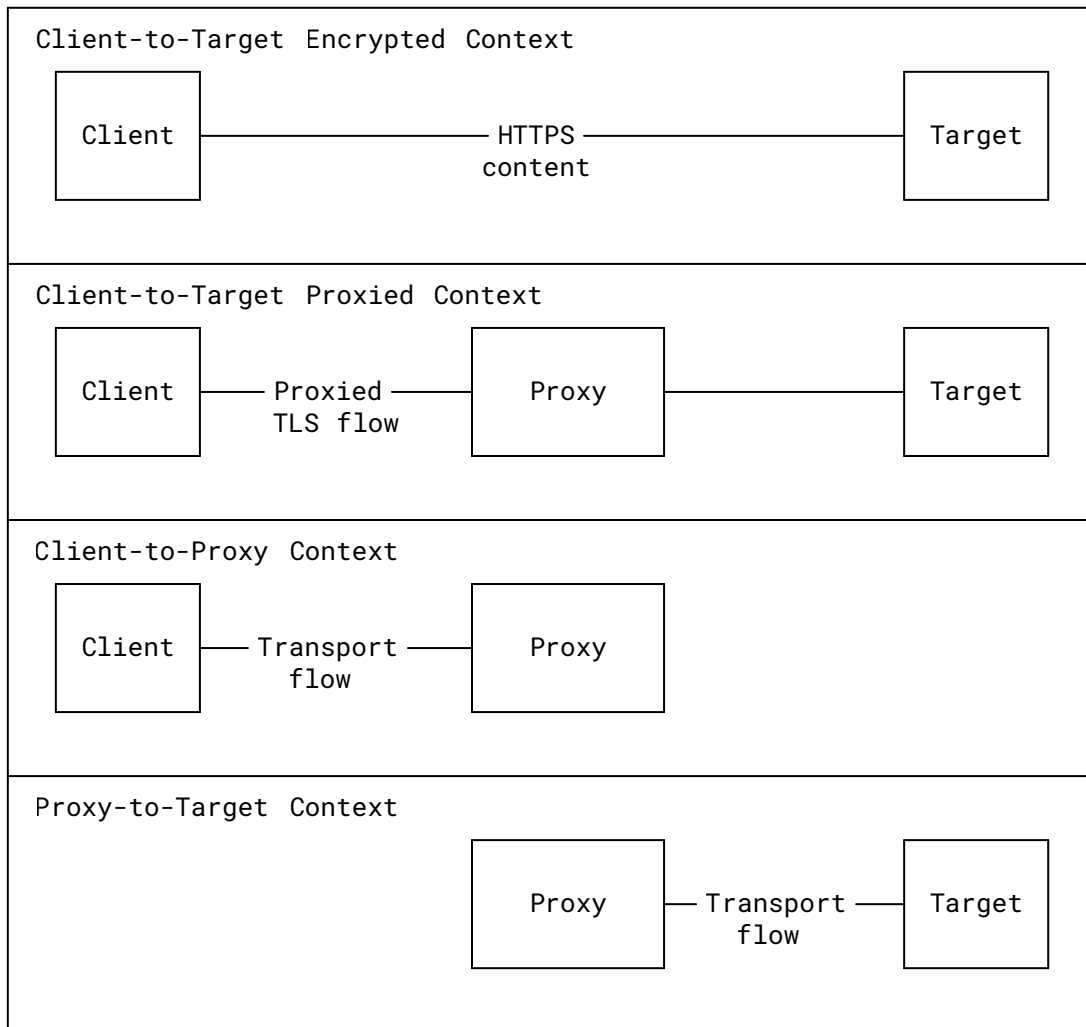 Client-to-Target Encrypted Context
Client HTTPS Target
content
Client-to-Target Proxied Context
Client Proxied Proxy Target
TLS flow
Client-to-Proxy Context
Client Transport Proxy
flow
Proxy-to-Target Context
Proxy Transport Target
flow